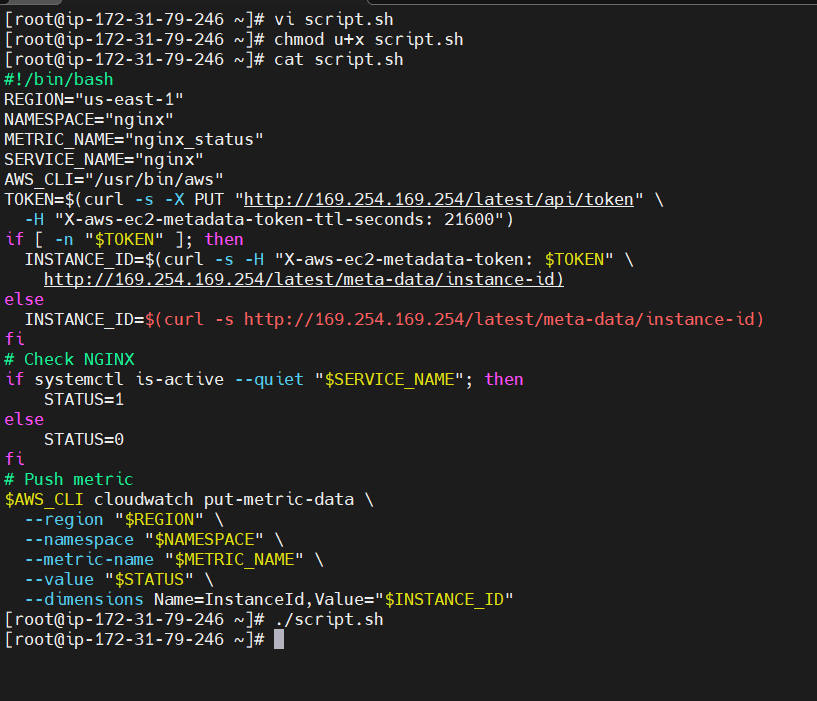 [root@ip-172-31-79-246 ~]# vi script.sh
[root@ip-172-31-79-246 ~]# chmod u+x script.sh
[root@ip-172-31-79-246 ~]# cat script.sh
#!/bin/bash
REGION="us-east-1"
NAMESPACE="nginx"
METRIC_NAME="nginx_status"
SERVICE_NAME="nginx"
AWS_CLI="/usr/bin/aws"
TOKEN=$(curl -s -X PUT "http://169.254.169.254/latest/api/token" \
  -H "X-aws-ec2-metadata-token-ttl-seconds: 21600")
if [ -n "$TOKEN" ]; then
  INSTANCE_ID=$(curl -s -H "X-aws-ec2-metadata-token: $TOKEN" \
    http://169.254.169.254/latest/meta-data/instance-id)
else
  INSTANCE_ID=$(curl -s http://169.254.169.254/latest/meta-data/instance-id)
fi
# Check NGINX
if systemctl is-active --quiet "$SERVICE_NAME"; then
    STATUS=1
else
    STATUS=0
fi
# Push metric
$AWS_CLI cloudwatch put-metric-data \
  --region "$REGION" \
  --namespace "$NAMESPACE" \
  --metric-name "$METRIC_NAME" \
  --value "$STATUS" \
  --dimensions Name=InstanceId,Value="$INSTANCE_ID"
[root@ip-172-31-79-246 ~]# ./script.sh
[root@ip-172-31-79-246 ~]#